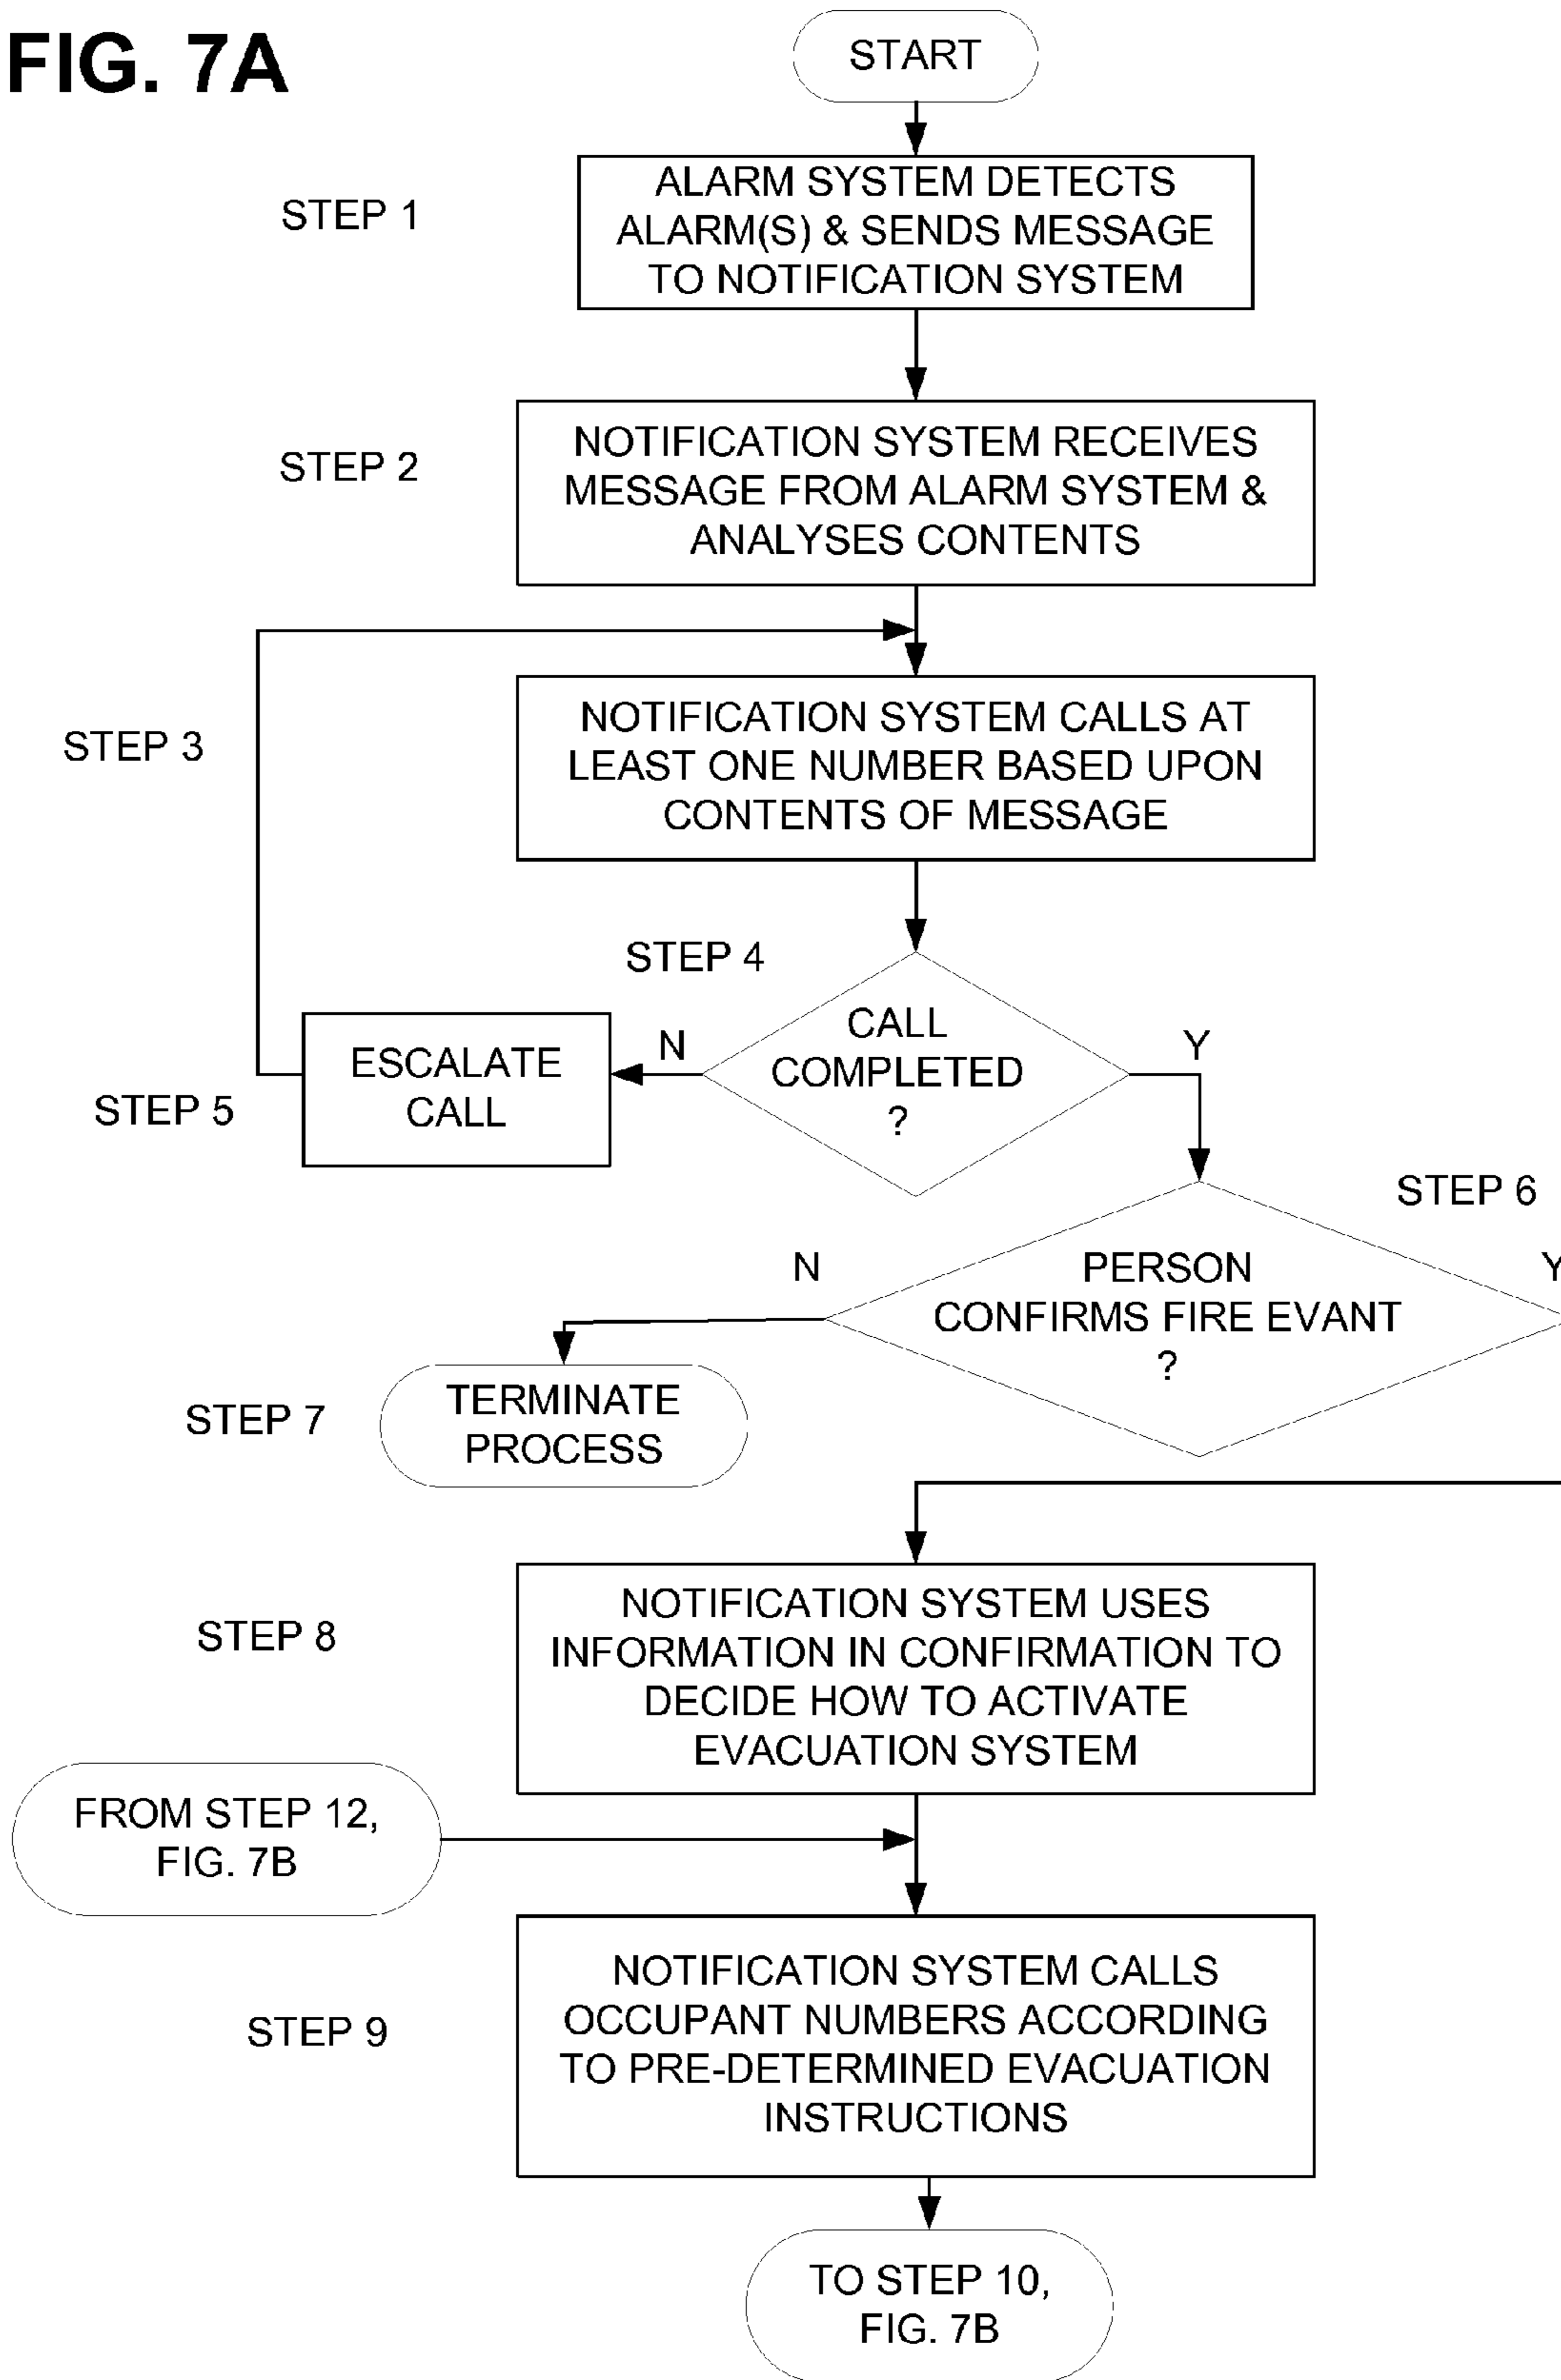 FIG. 7A
START
STEP 1
ALARM SYSTEM DETECTS
ALARM(S) & SENDS MESSAGE
TO NOTIFICATION SYSTEM
STEP 2
NOTIFICATION SYSTEM RECEIVES
MESSAGE FROM ALARM SYSTEM &
ANALYSES CONTENTS
STEP 3
NOTIFICATION SYSTEM CALLS AT
LEAST ONE NUMBER BASED UPON
CONTENTS OF MESSAGE
STEP 4
CALL
COMPLETED
?
N
Y
STEP 5
ESCALATE
CALL
STEP 6
PERSON
CONFIRMS FIRE EVANT
?
N
Y
STEP 7
TERMINATE
PROCESS
STEP 8
NOTIFICATION SYSTEM USES
INFORMATION IN CONFIRMATION TO
DECIDE HOW TO ACTIVATE
EVACUATION SYSTEM
FROM STEP 12,
FIG. 7B
STEP 9
NOTIFICATION SYSTEM CALLS
OCCUPANT NUMBERS ACCORDING
TO PRE-DETERMINED EVACUATION
INSTRUCTIONS
TO STEP 10,
FIG. 7B